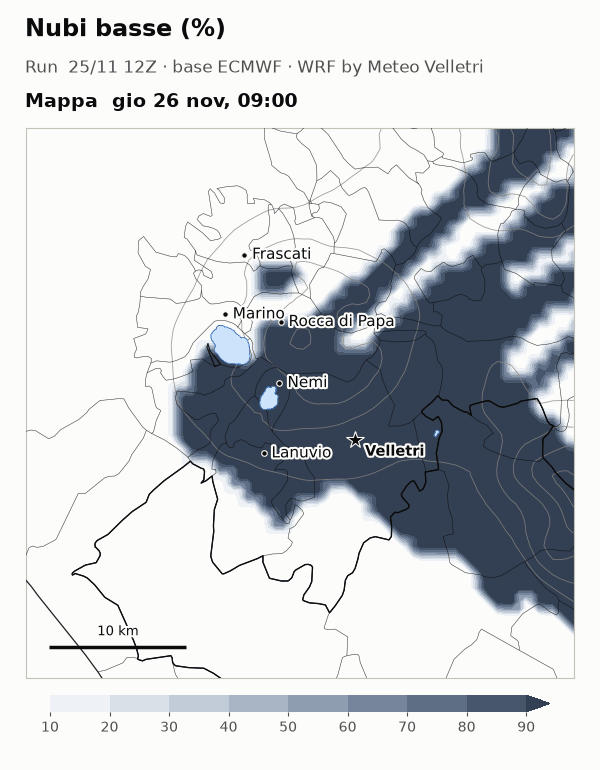 Nubi basse (%)
Run  25/11 12Z · base ECMWF · WRF by Meteo Velletri
Mappa  gio 26 nov, 09:00
Frascati
Marino
Rocca di Papa
Nemi
Velletri
Lanuvio
10 km
10 20 30 40 50 60 70 80 90